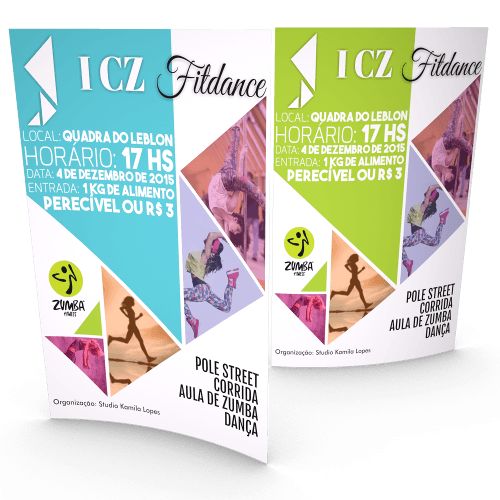 I CZ Fitdance
LOCAL: QUADRA DO LEBLON
HORÁRIO: 17 HS
DATA: 4 DE DEZEMBRO DE 2015
ENTRADA: 1 KG DE ALIMENTO
PERECÍVEL OU R$ 3
ZUMBA
FITNESS
POLE STREET
CORRIDA
AULA DE ZUMBA
DANÇA
Organização: Studio Kamila Lopes
I CZ Fitdance
LOCAL: QUADRA DO LEBLON
HORÁRIO: 17 HS
DATA: 4 DE DEZEMBRO DE 2015
ENTRADA: 1 KG DE ALIMENTO
PERECÍVEL OU R$ 3
ZUMBA
FITNESS
POLE STREET
CORRIDA
AULA DE ZUMBA
DANÇA
Organização: Studio Kamila Lopes